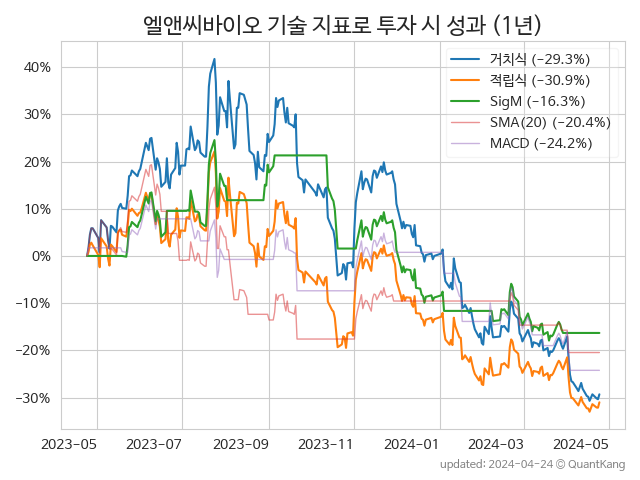 엘앤씨바이오 기술 지표로 투자 시 성과 (1년)
거치식 (-29.3%)
적립식 (-30.9%)
SigM (-16.3%)
SMA(20) (-20.4%)
MACD (-24.2%)
40%
30%
20%
10%
0%
-10%
-20%
-30%
2023-05 2023-07 2023-09 2023-11 2024-01 2024-03 2024-05
updated: 2024-04-24 © QuantKang